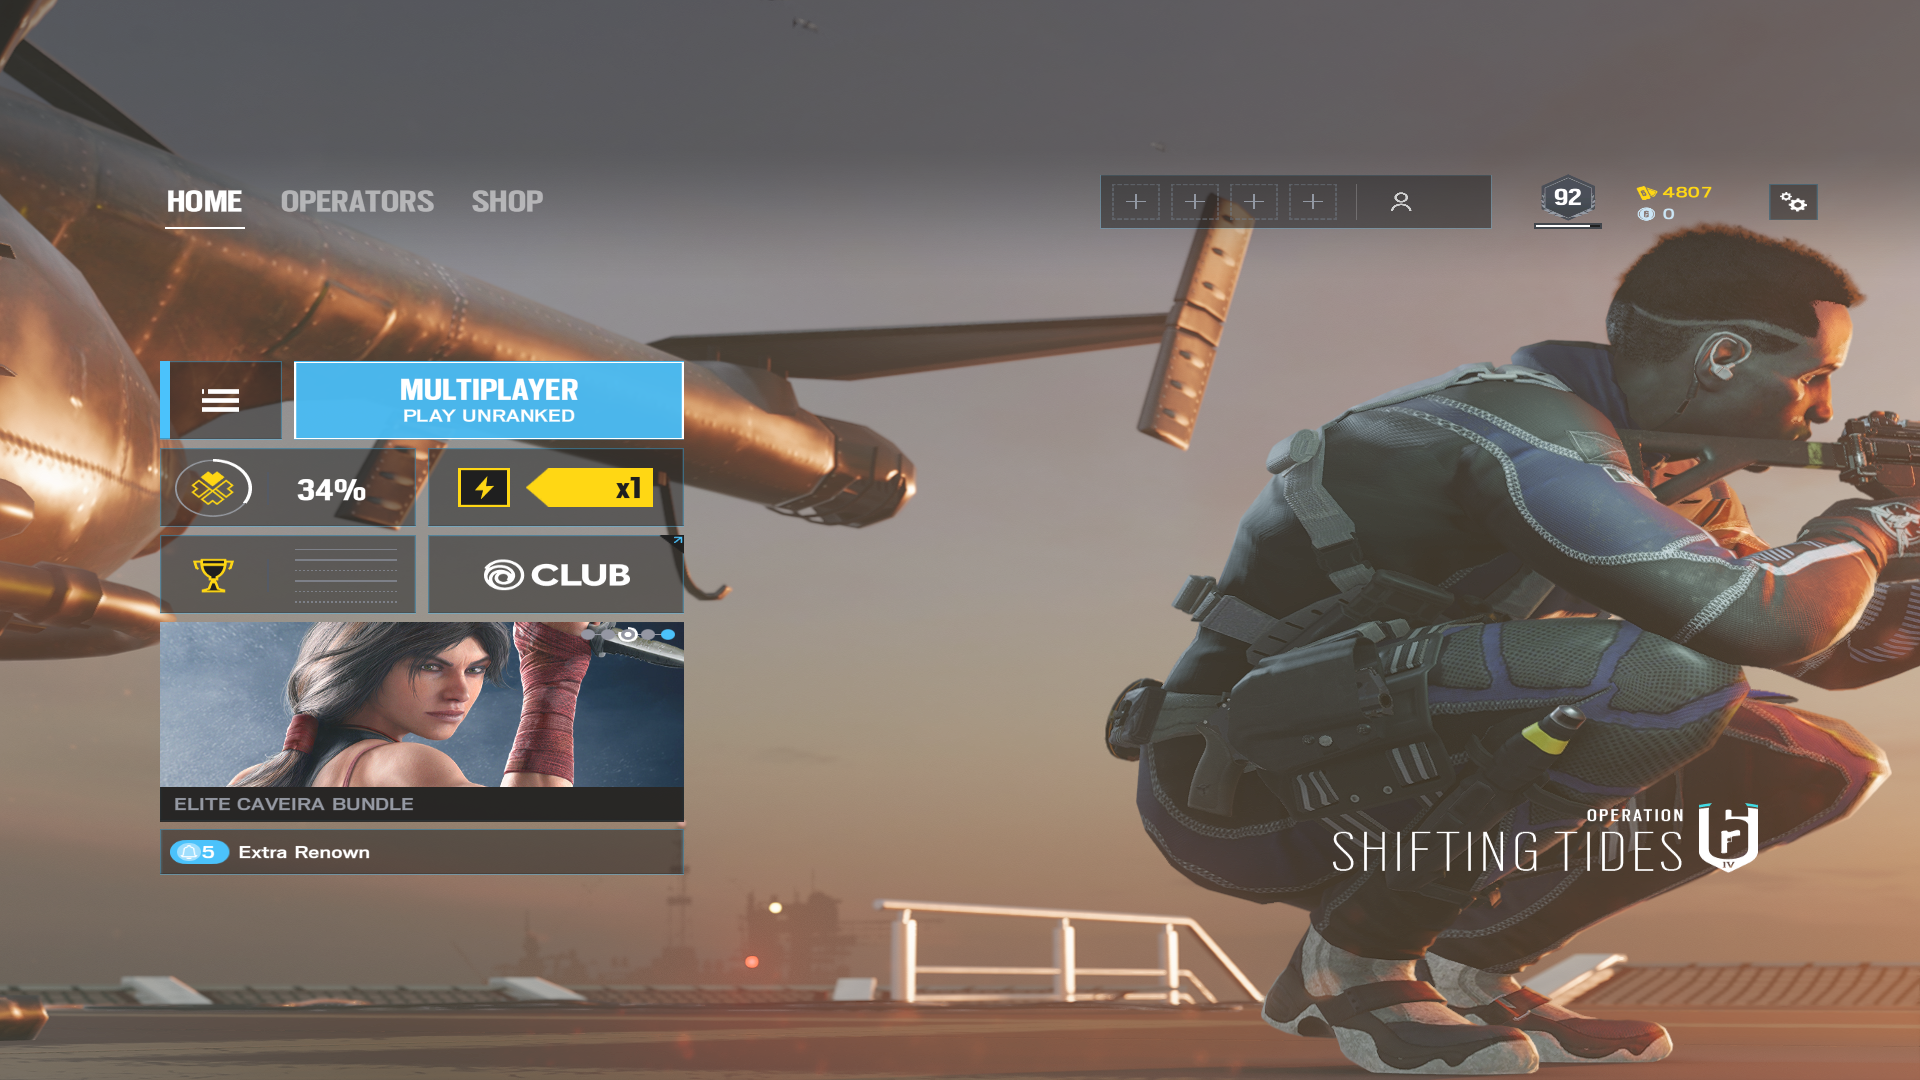 HOME OPERATORS SHOP
92
4807
0
MULTIPLAYER
PLAY UNRANKED
34%
x1
CLUB
ELITE CAVEIRA BUNDLE
5 Extra Renown
OPERATION
SHIFTING TIDES
IV